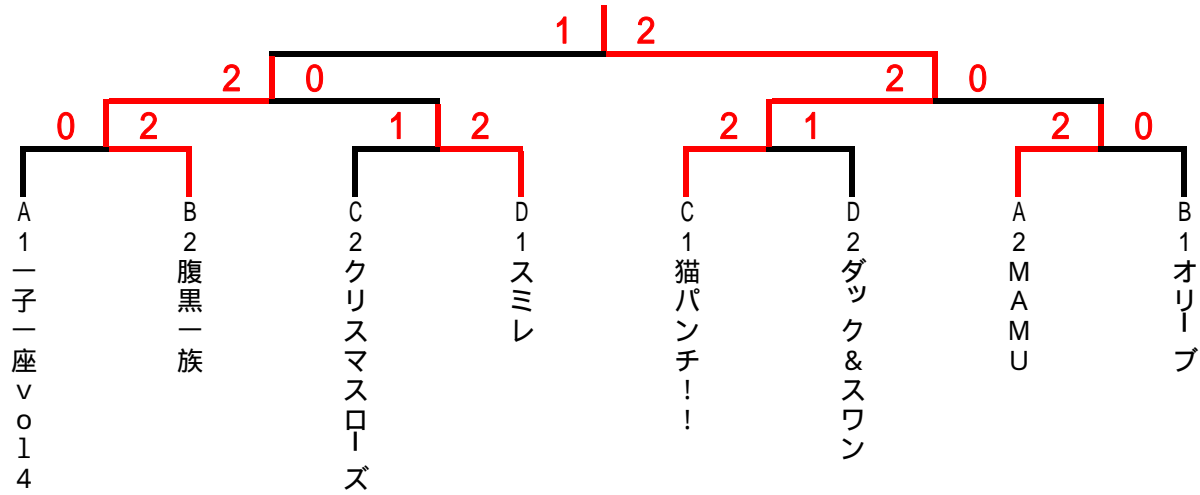 1 2
2 0 2 0
0 2 1 2 2 1 2 0
A1一子一座vol4
B2腹黒一族
C2クリスマスローズ
D1スミレ
C1猫パンチ！！
D2ダック&スワン
A2MAMU
B1オリーブ